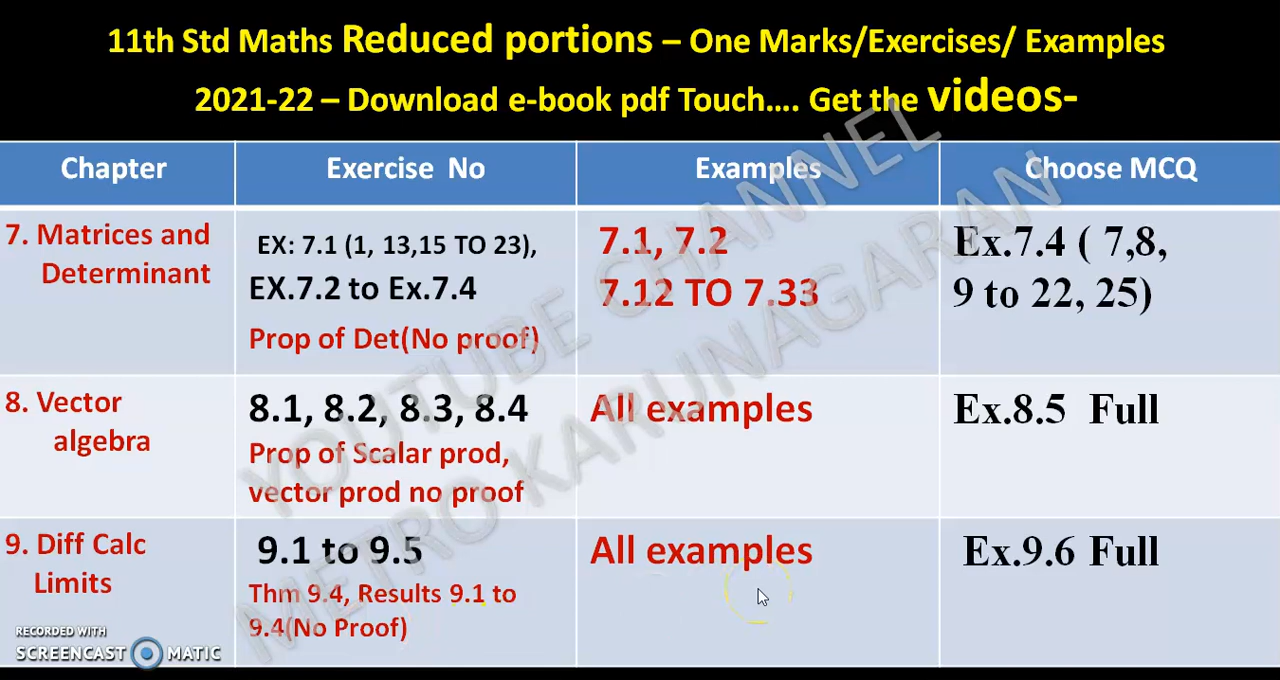 11th Std Maths Reduced portions – One Marks/Exercises/ Examples
2021-22 – Download e-book pdf Touch…. Get the videos-
Chapter
Exercise No
Examples
Choose MCQ
7. Matrices and
Determinant
EX: 7.1 (1, 13,15 TO 23),
EX.7.2 to Ex.7.4
Prop of Det(No proof)
7.1, 7.2
7.12 TO 7.33
Ex.7.4 ( 7,8,
9 to 22, 25)
8. Vector
algebra
8.1, 8.2, 8.3, 8.4
Prop of Scalar prod,
vector prod no proof
All examples
Ex.8.5 Full
9. Diff Calc
Limits
9.1 to 9.5
Thm 9.4, Results 9.1 to
9.4(No Proof)
All examples
Ex.9.6 Full
YOUTUBE CHANNEL
METRO KARUNAGARAN
RECORDED WITH
SCREENCAST MATIC